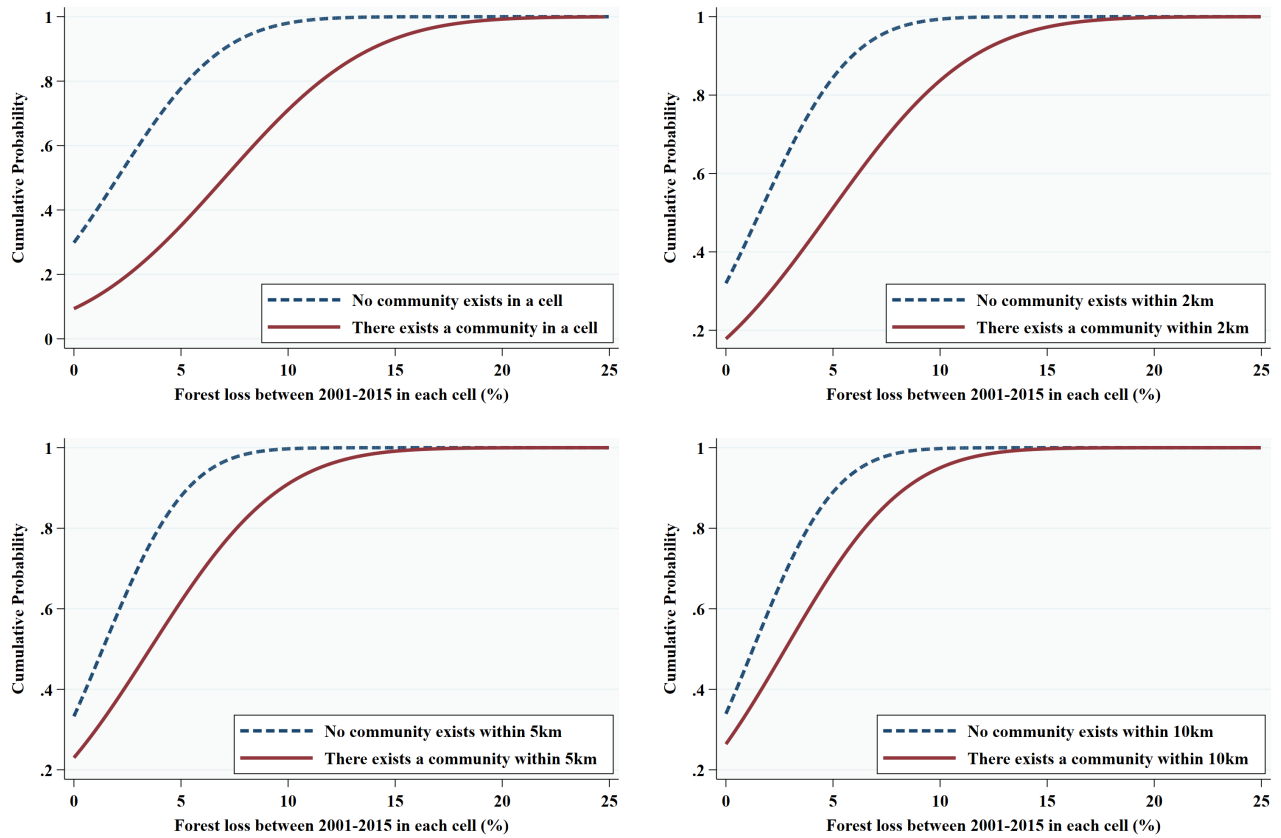 Cumulative Probability
1
.8
.6
.4
.2
0
No community exists in a cell
There exists a community in a cell
0 5 10 15 20 25
Forest loss between 2001-2015 in each cell (%)
Cumulative Probability
1
.8
.6
.4
.2
No community exists within 2km
There exists a community within 2km
0 5 10 15 20 25
Forest loss between 2001-2015 in each cell (%)
Cumulative Probability
1
.8
.6
.4
.2
No community exists within 5km
There exists a community within 5km
0 5 10 15 20 25
Forest loss between 2001-2015 in each cell (%)
Cumulative Probability
1
.8
.6
.4
.2
No community exists within 10km
There exists a community within 10km
0 5 10 15 20 25
Forest loss between 2001-2015 in each cell (%)